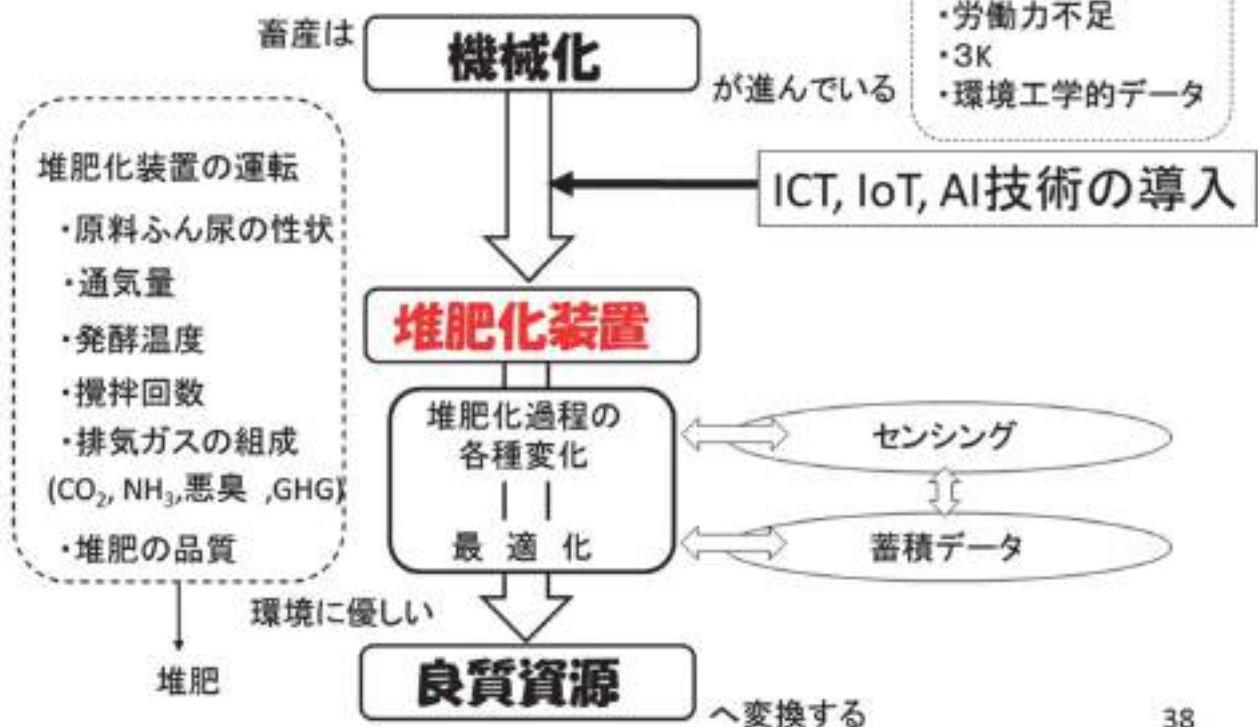 ・労働力不足
・3K
・環境工学的データ
畜産は
機械化
が進んでいる
ICT, IoT, AI技術の導入
堆肥化装置の運転
・原料ふん尿の性状
・通気量
・発酵温度
・攪拌回数
・排気ガスの組成
(CO₂, NH₃,悪臭 ,GHG)
・堆肥の品質
堆肥
堆肥化装置
堆肥化過程の
各種変化
最 適 化
センシング
蓄積データ
環境に優しい
良質資源
へ変換する
38